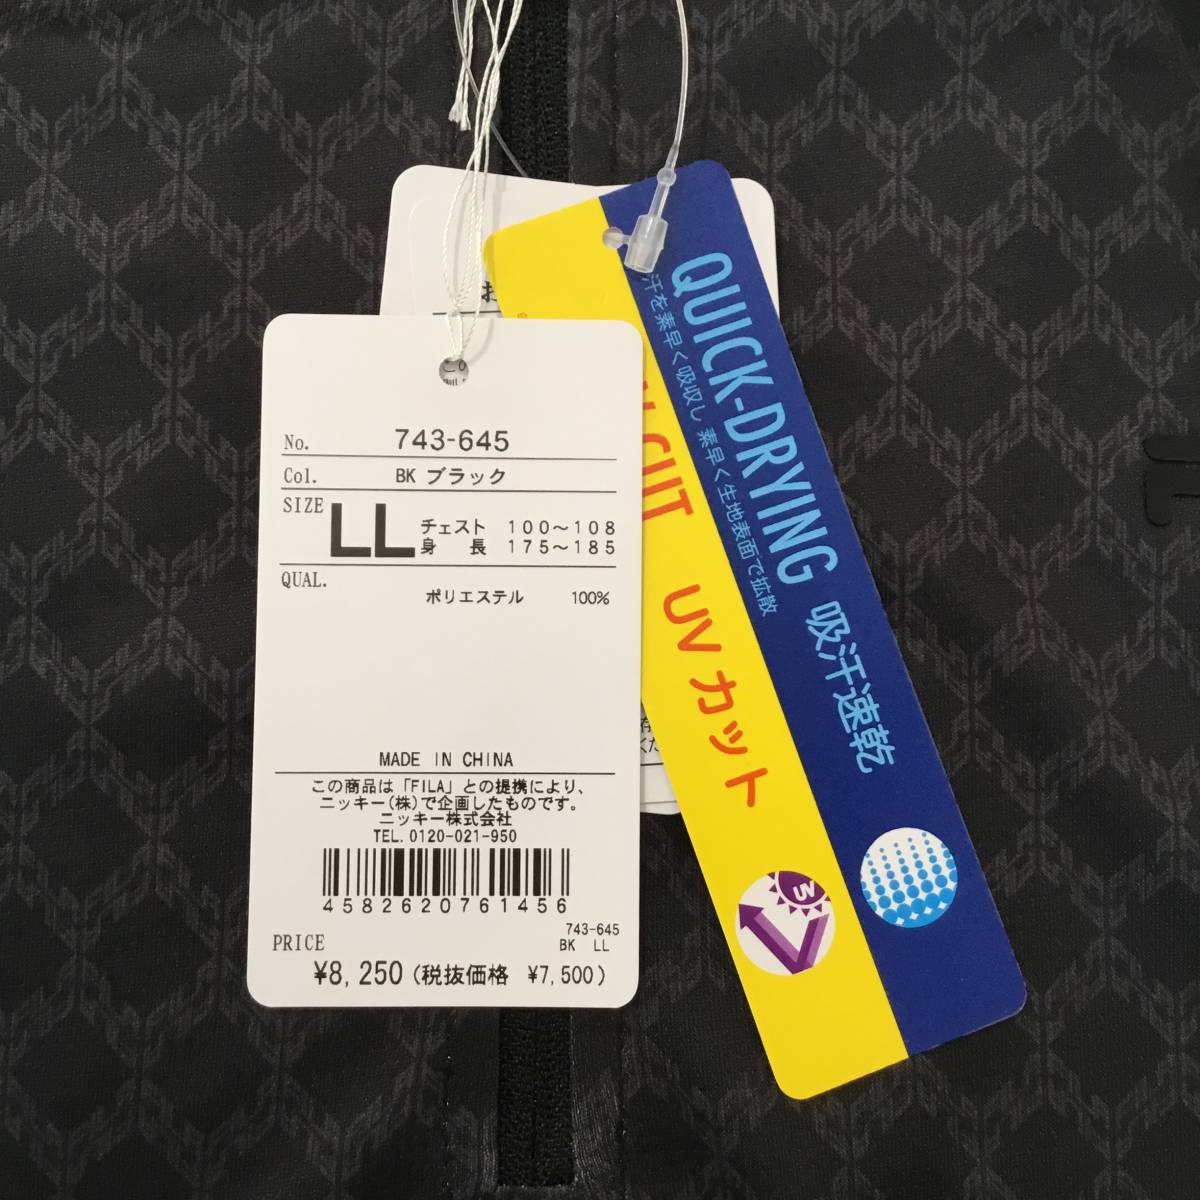 No. 743-645
Col. BK ブラック
SIZE LL チェスト 100～108
身長 175～185
QUAL.
ポリエステル 100%
MADE IN CHINA
この商品は「FILA」との提携により、
ニッキー(株)で企画したものです。
ニッキー株式会社
TEL. 0120-021-950
4582620761456
743-645
BK LL
PRICE
¥8,250 (税抜価格 ¥7,500)
QUICK-DRYING 吸汗速乾
汗を素早く吸収し 素早く生地表面で拡散
CUT UVカット
UV